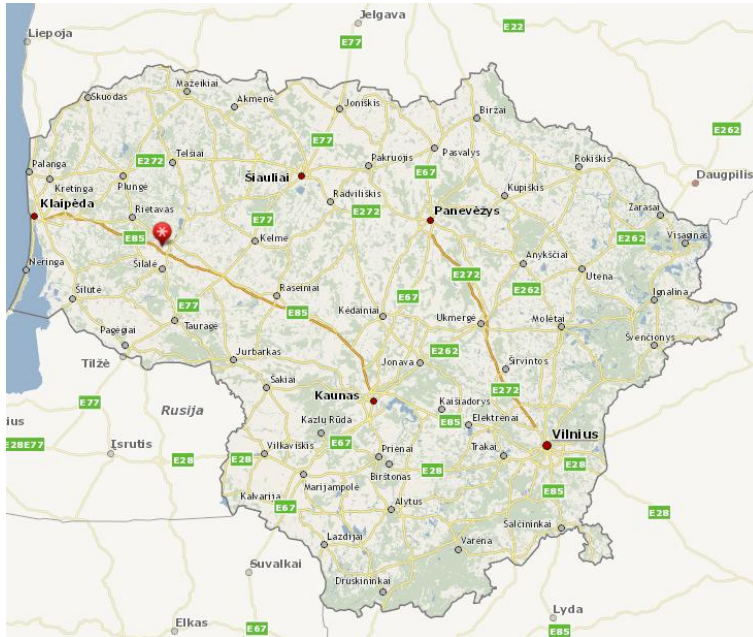 Jelgava
Liepoja
E77
E22
Mažeikiai
Skuodas
Akmenė
Joniškis
Biržai
E77
Pasvalys
E262
E272
Telšiai
Pakruojis
E67
Rokiškis
Palanga
Kretinga
Plungė
Šiauliai
Daugpilis
Radviliškis
Kupiškis
Klaipėda
Rietavas
E77
E272
Panevėžys
Zarasai
E85
Kelmė
E262
Visaginas
Neringa
Šilalė
E272
Anykščiai
Utena
Šilutė
E77
Raseiniai
E67
E262
Ignalina
E85
Kėdainiai
Pagėgiai
Tauragė
Ukmergė
Molėtai
Švenčionys
Tilžė
Jurbarkas
Jonava
E262
Širvintos
Šakiai
E77
Rusija
Kaunas
Kaišiadorys
E272
ius
Kazlų Rūda
E85
Elektrėnai
Vilnius
E28E77
Įsrutis
E28
E28
Vilkaviškis
E67
Prienai
E28
Trakai
E28
Birštonas
Marijampolė
E85
Kalvarija
E67
Alytus
E28
Šalčininkai
Lazdijai
Varėna
Suvalkai
Druskininkai
Lyda
Elkas
E67
E85